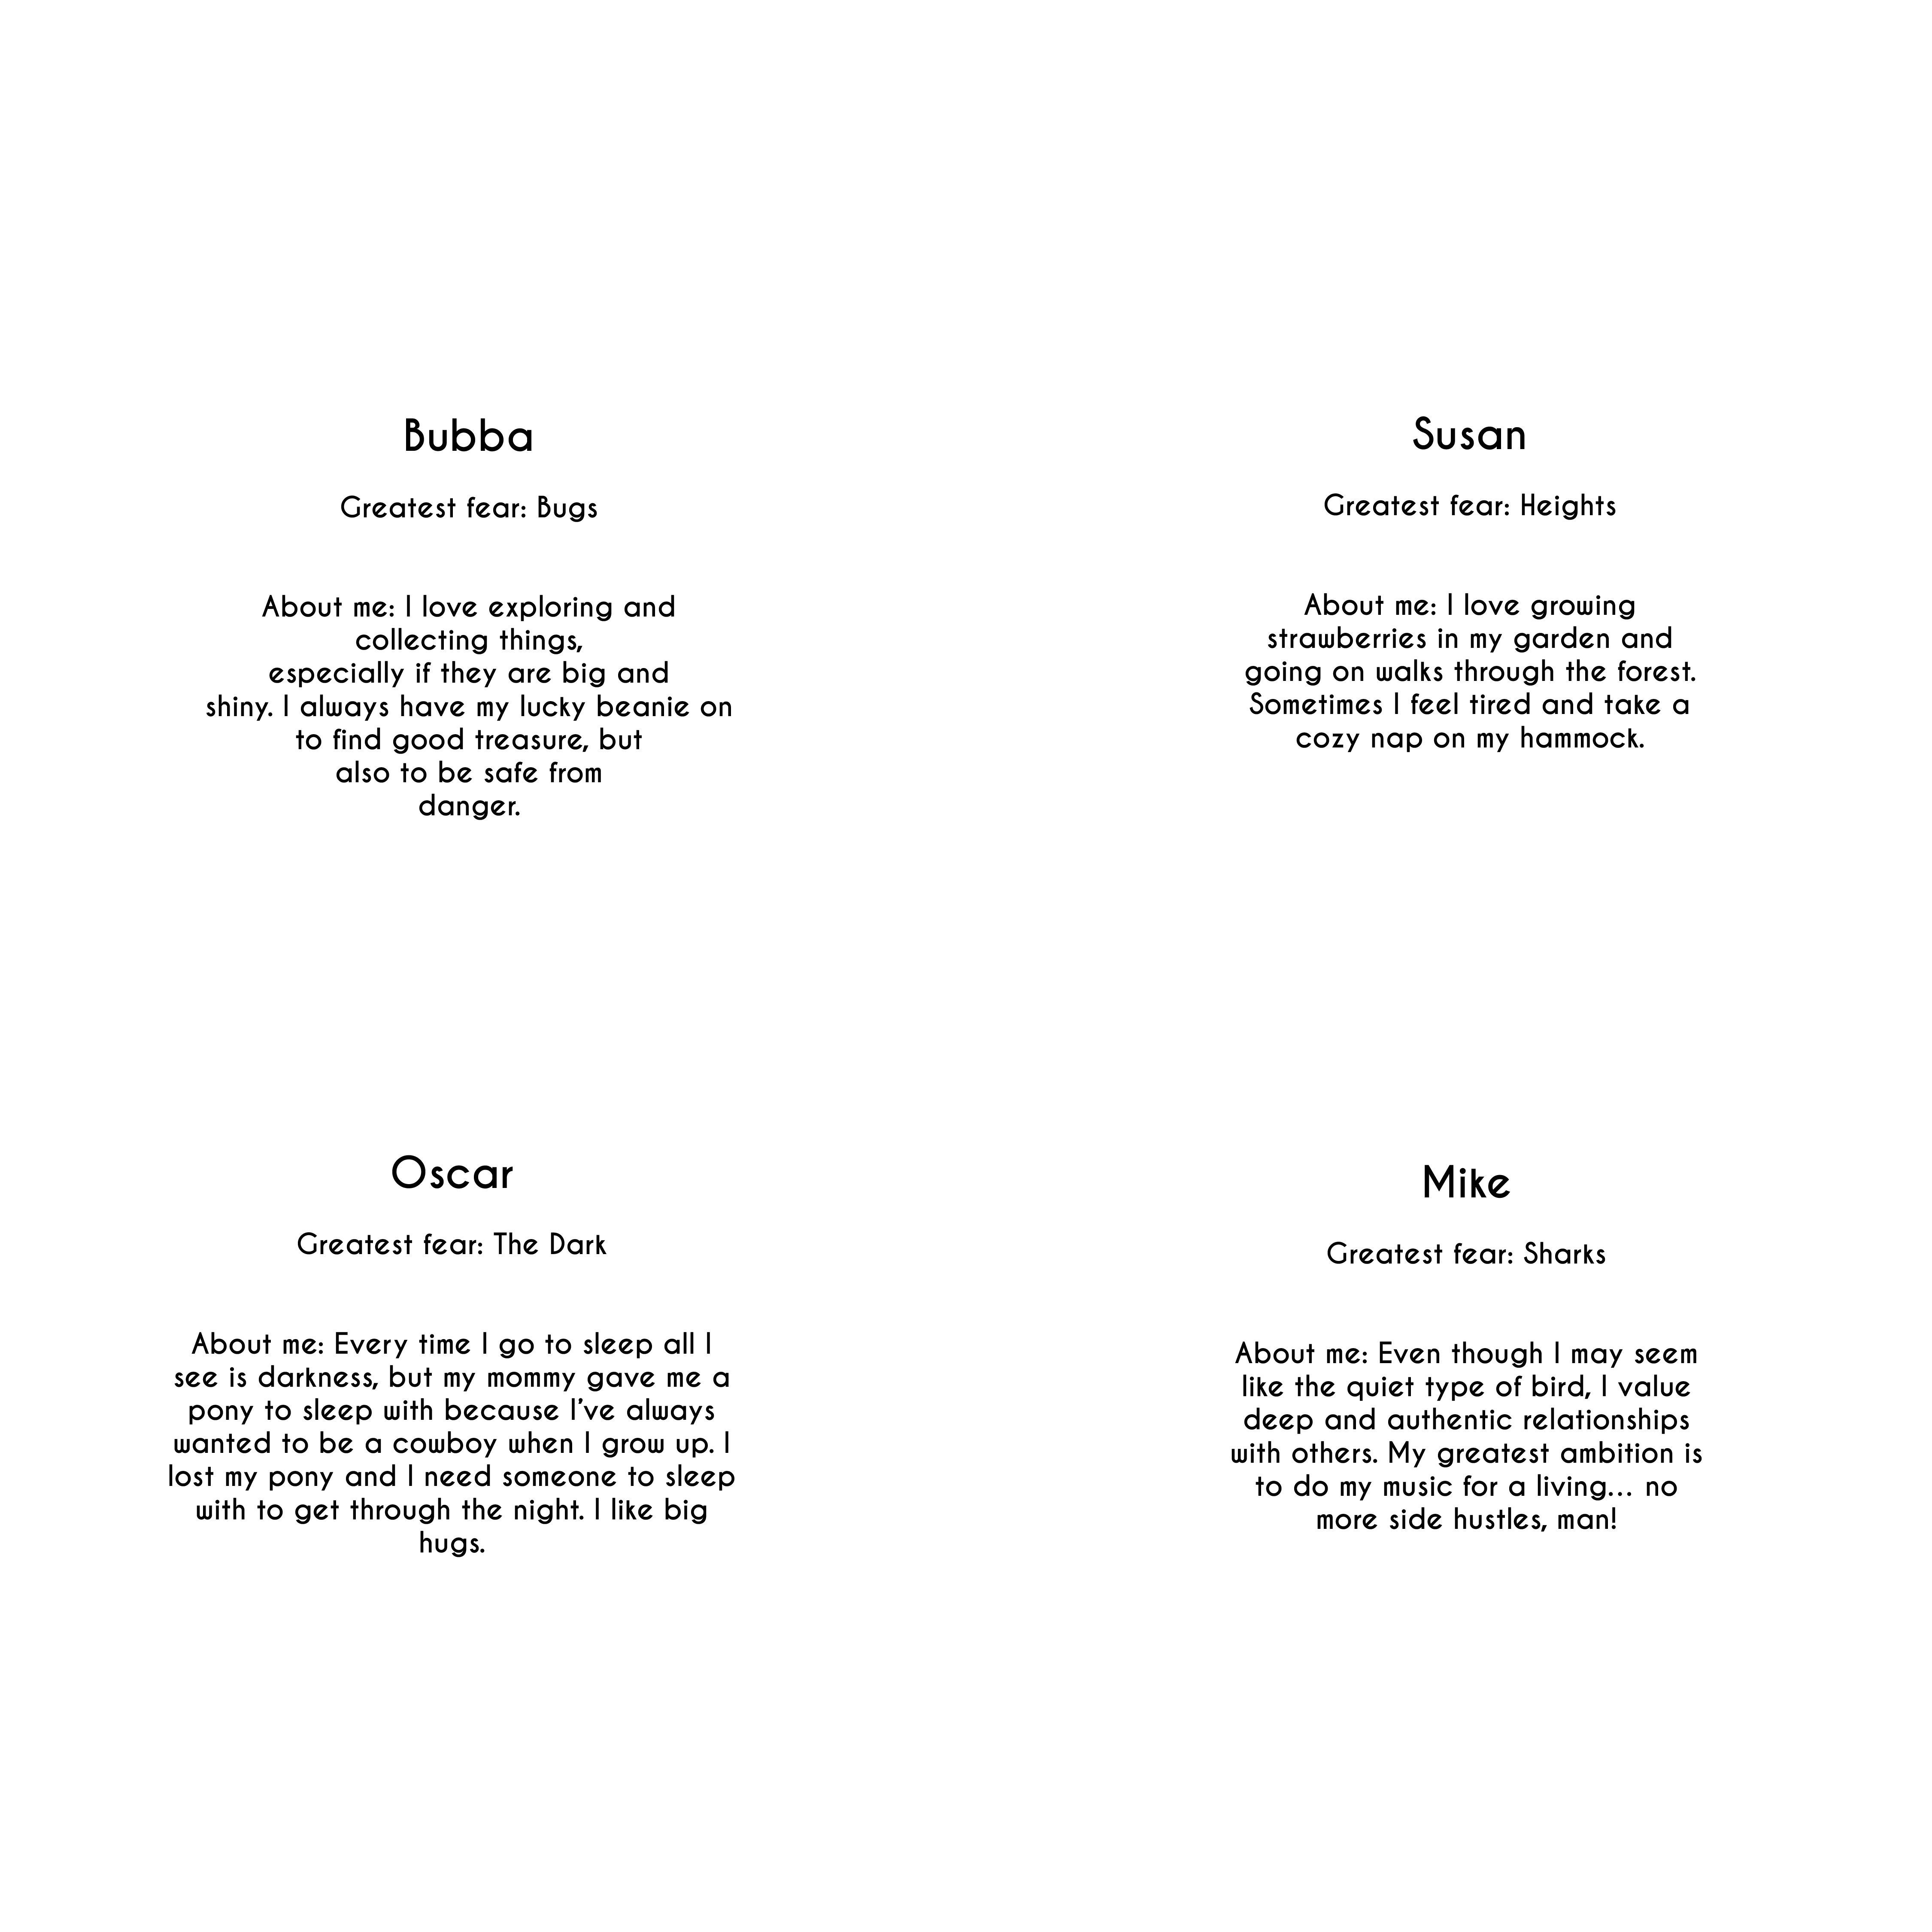 Bubba
Greatest fear: Bugs
About me: I love exploring and
collecting things,
especially if they are big and
shiny. I always have my lucky beanie on
to find good treasure, but
also to be safe from
danger.
Susan
Greatest fear: Heights
About me: I love growing
strawberries in my garden and
going on walks through the forest.
Sometimes I feel tired and take a
cozy nap on my hammock.
Oscar
Greatest fear: The Dark
About me: Every time I go to sleep all I
see is darkness, but my mommy gave me a
pony to sleep with because I've always
wanted to be a cowboy when I grow up. I
lost my pony and I need someone to sleep
with to get through the night. I like big
hugs.
Mike
Greatest fear: Sharks
About me: Even though I may seem
like the quiet type of bird, I value
deep and authentic relationships
with others. My greatest ambition is
to do my music for a living... no
more side hustles, man!